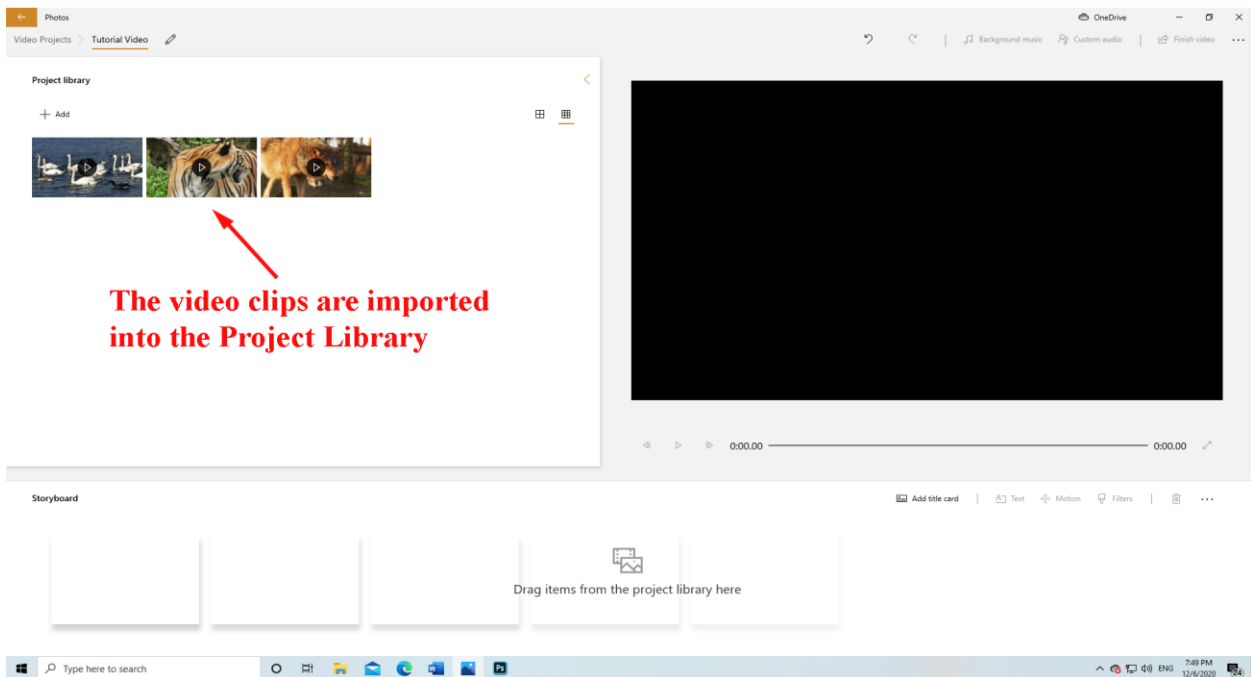 Photos
OneDrive
Video Projects > Tutorial Video
Background music
Custom audio
Finish video
Project library
+ Add
The video clips are imported
into the Project Library
0:00.00
0:00.00
Storyboard
Add title card
Text
Motion
Filters
Drag items from the project library here
Type here to search
ENG
7:49 PM
12/6/2020
24